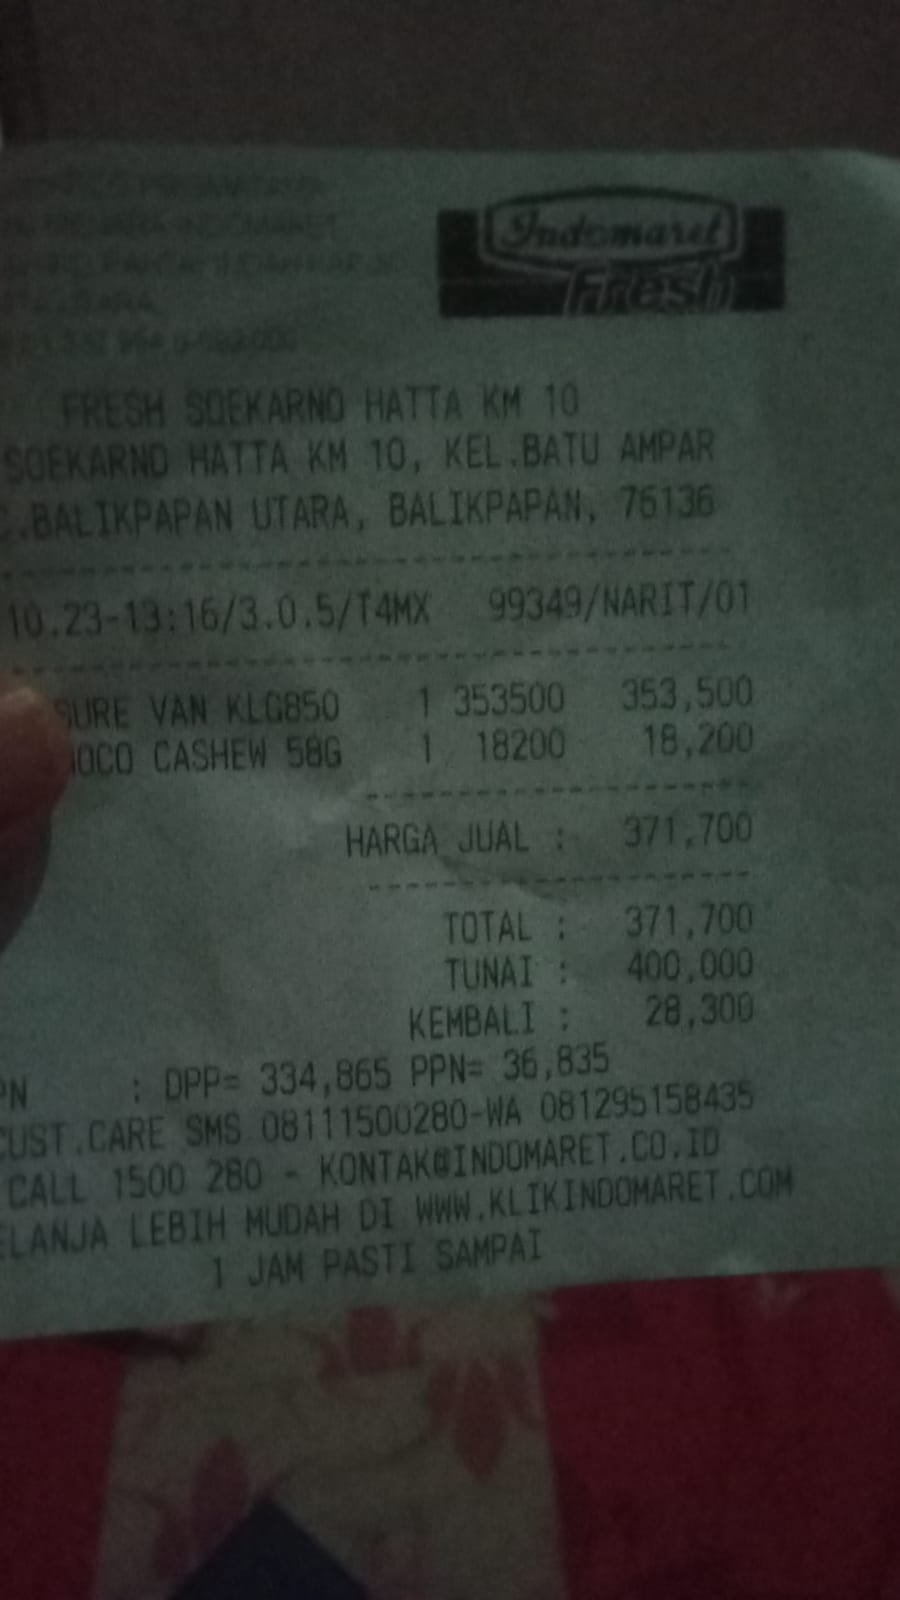 INDOMARET
Indomaret
Fresh
FRESH SOEKARNO HATTA KM 10
SOEKARNO HATTA KM 10, KEL.BATU AMPAR
.BALIKPAPAN UTARA, BALIKPAPAN, 76136
10.23-13:16/3.0.5/T4MX 99349/NARIT/01
SURE VAN KLG850 1 353500 353,500
OCO CASHEW 58G 1 18200 18,200
HARGA JUAL : 371,700
TOTAL : 371,700
TUNAI : 400,000
KEMBALI : 28,300
PN : DPP= 334,865 PPN= 36,835
CUST.CARE SMS 08111500280-WA 081295158435
CALL 1500 280 - KONTAK@INDOMARET.CO.ID
ELANJA LEBIH MUDAH DI WWW.KLIKINDOMARET.COM
1 JAM PASTI SAMPAI